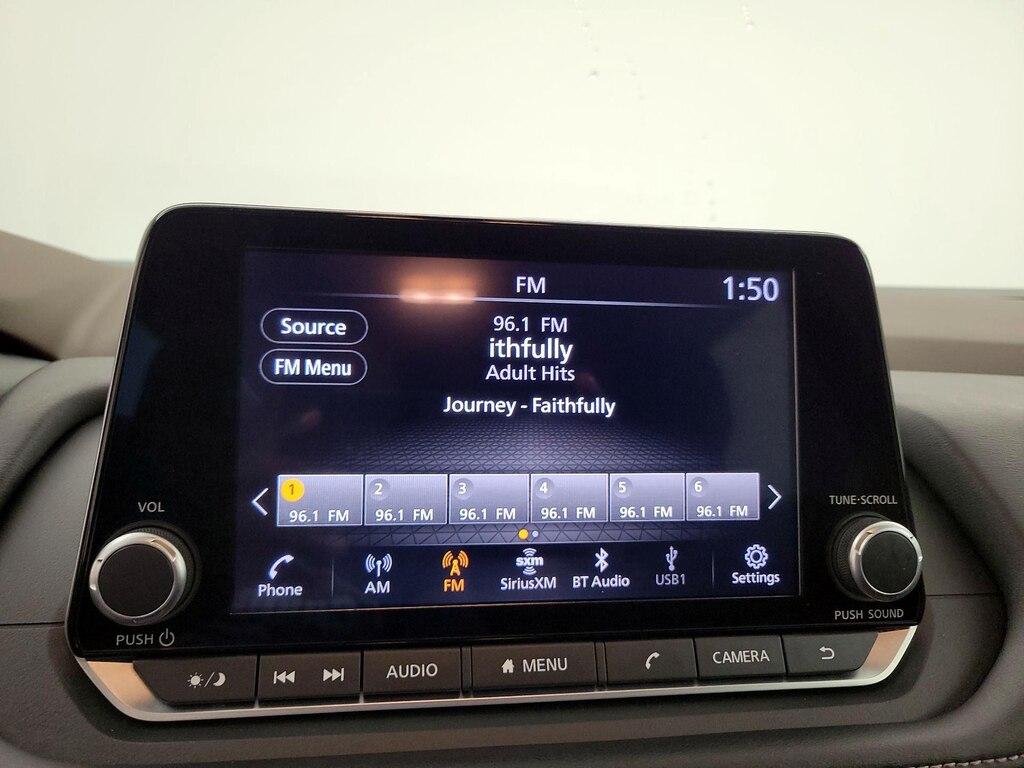 FM
1:50
Source
96.1 FM
ithfully
FM Menu
Adult Hits
Journey - Faithfully
1 2 3 4 5 6
96.1 FM 96.1 FM 96.1 FM 96.1 FM 96.1 FM 96.1 FM
VOL
TUNE·SCROLL
sxm
Phone AM FM SiriusXM BT Audio USB1 Settings
PUSH
PUSH SOUND
AUDIO MENU CAMERA